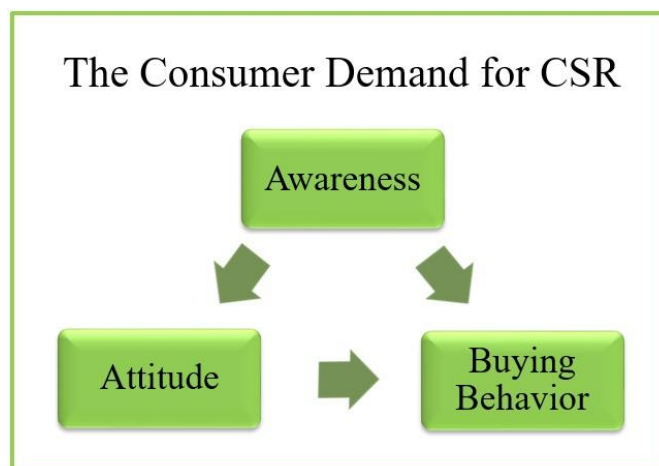 The Consumer Demand for CSR
Awareness
Attitude
Buying
Behavior